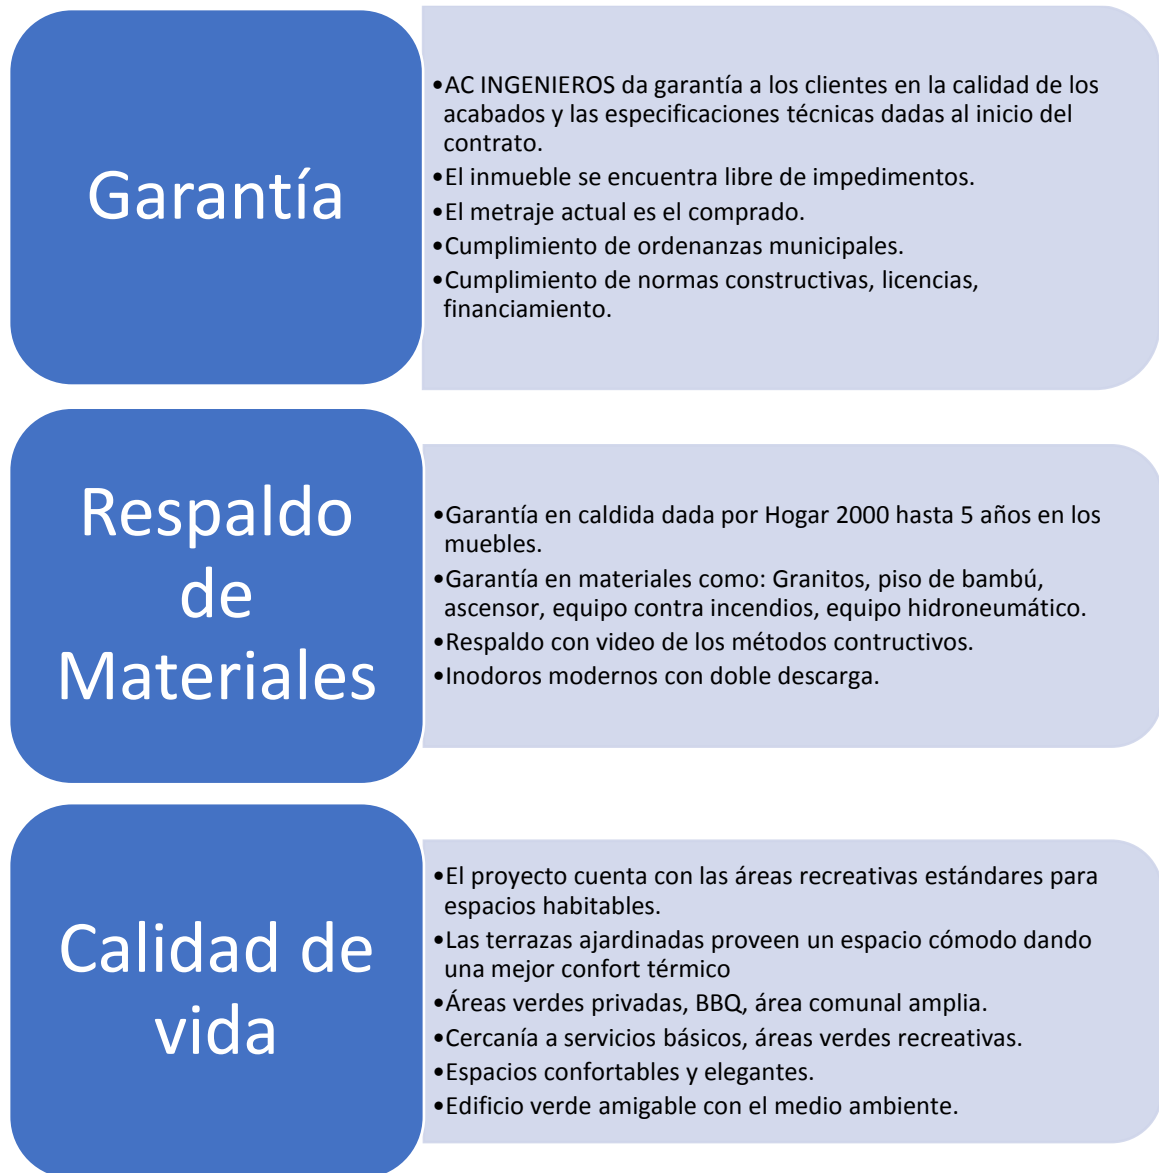 Garantía
•AC INGENIEROS da garantía a los clientes en la calidad de los
acabados y las especificaciones técnicas dadas al inicio del
contrato.
•El inmueble se encuentra libre de impedimentos.
•El metraje actual es el comprado.
•Cumplimiento de ordenanzas municipales.
•Cumplimiento de normas constructivas, licencias,
financiamiento.
Respaldo
de
Materiales
•Garantía en caldida dada por Hogar 2000 hasta 5 años en los
muebles.
•Garantía en materiales como: Granitos, piso de bambú,
ascensor, equipo contra incendios, equipo hidroneumático.
•Respaldo con video de los métodos contructivos.
•Inodoros modernos con doble descarga.
Calidad de
vida
•El proyecto cuenta con las áreas recreativas estándares para
espacios habitables.
•Las terrazas ajardinadas proveen un espacio cómodo dando
una mejor confort térmico
•Áreas verdes privadas, BBQ, área comunal amplia.
•Cercanía a servicios básicos, áreas verdes recreativas.
•Espacios confortables y elegantes.
•Edificio verde amigable con el medio ambiente.